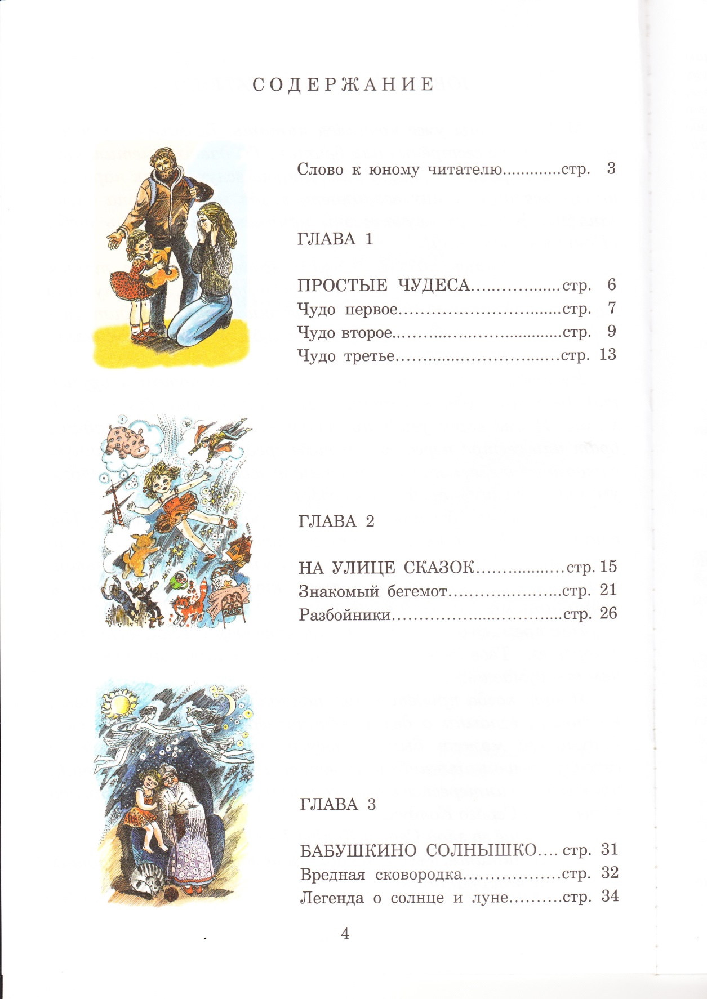 СОДЕРЖАНИЕ
Слово к юному читателю............стр. 3
ГЛАВА 1
ПРОСТЫЕ ЧУДЕСА.................стр. 6
Чудо первое..............................стр. 7
Чудо второе...............................стр. 9
Чудо третье..............................стр. 13
ГЛАВА 2
НА УЛИЦЕ СКАЗОК................стр. 15
Знакомый бегемот.....................стр. 21
Разбойники...............................стр. 26
ГЛАВА 3
БАБУШКИНО СОЛНЫШКО.... стр. 31
Вредная сковородка..................стр. 32
Легенда о солнце и луне..........стр. 34
4